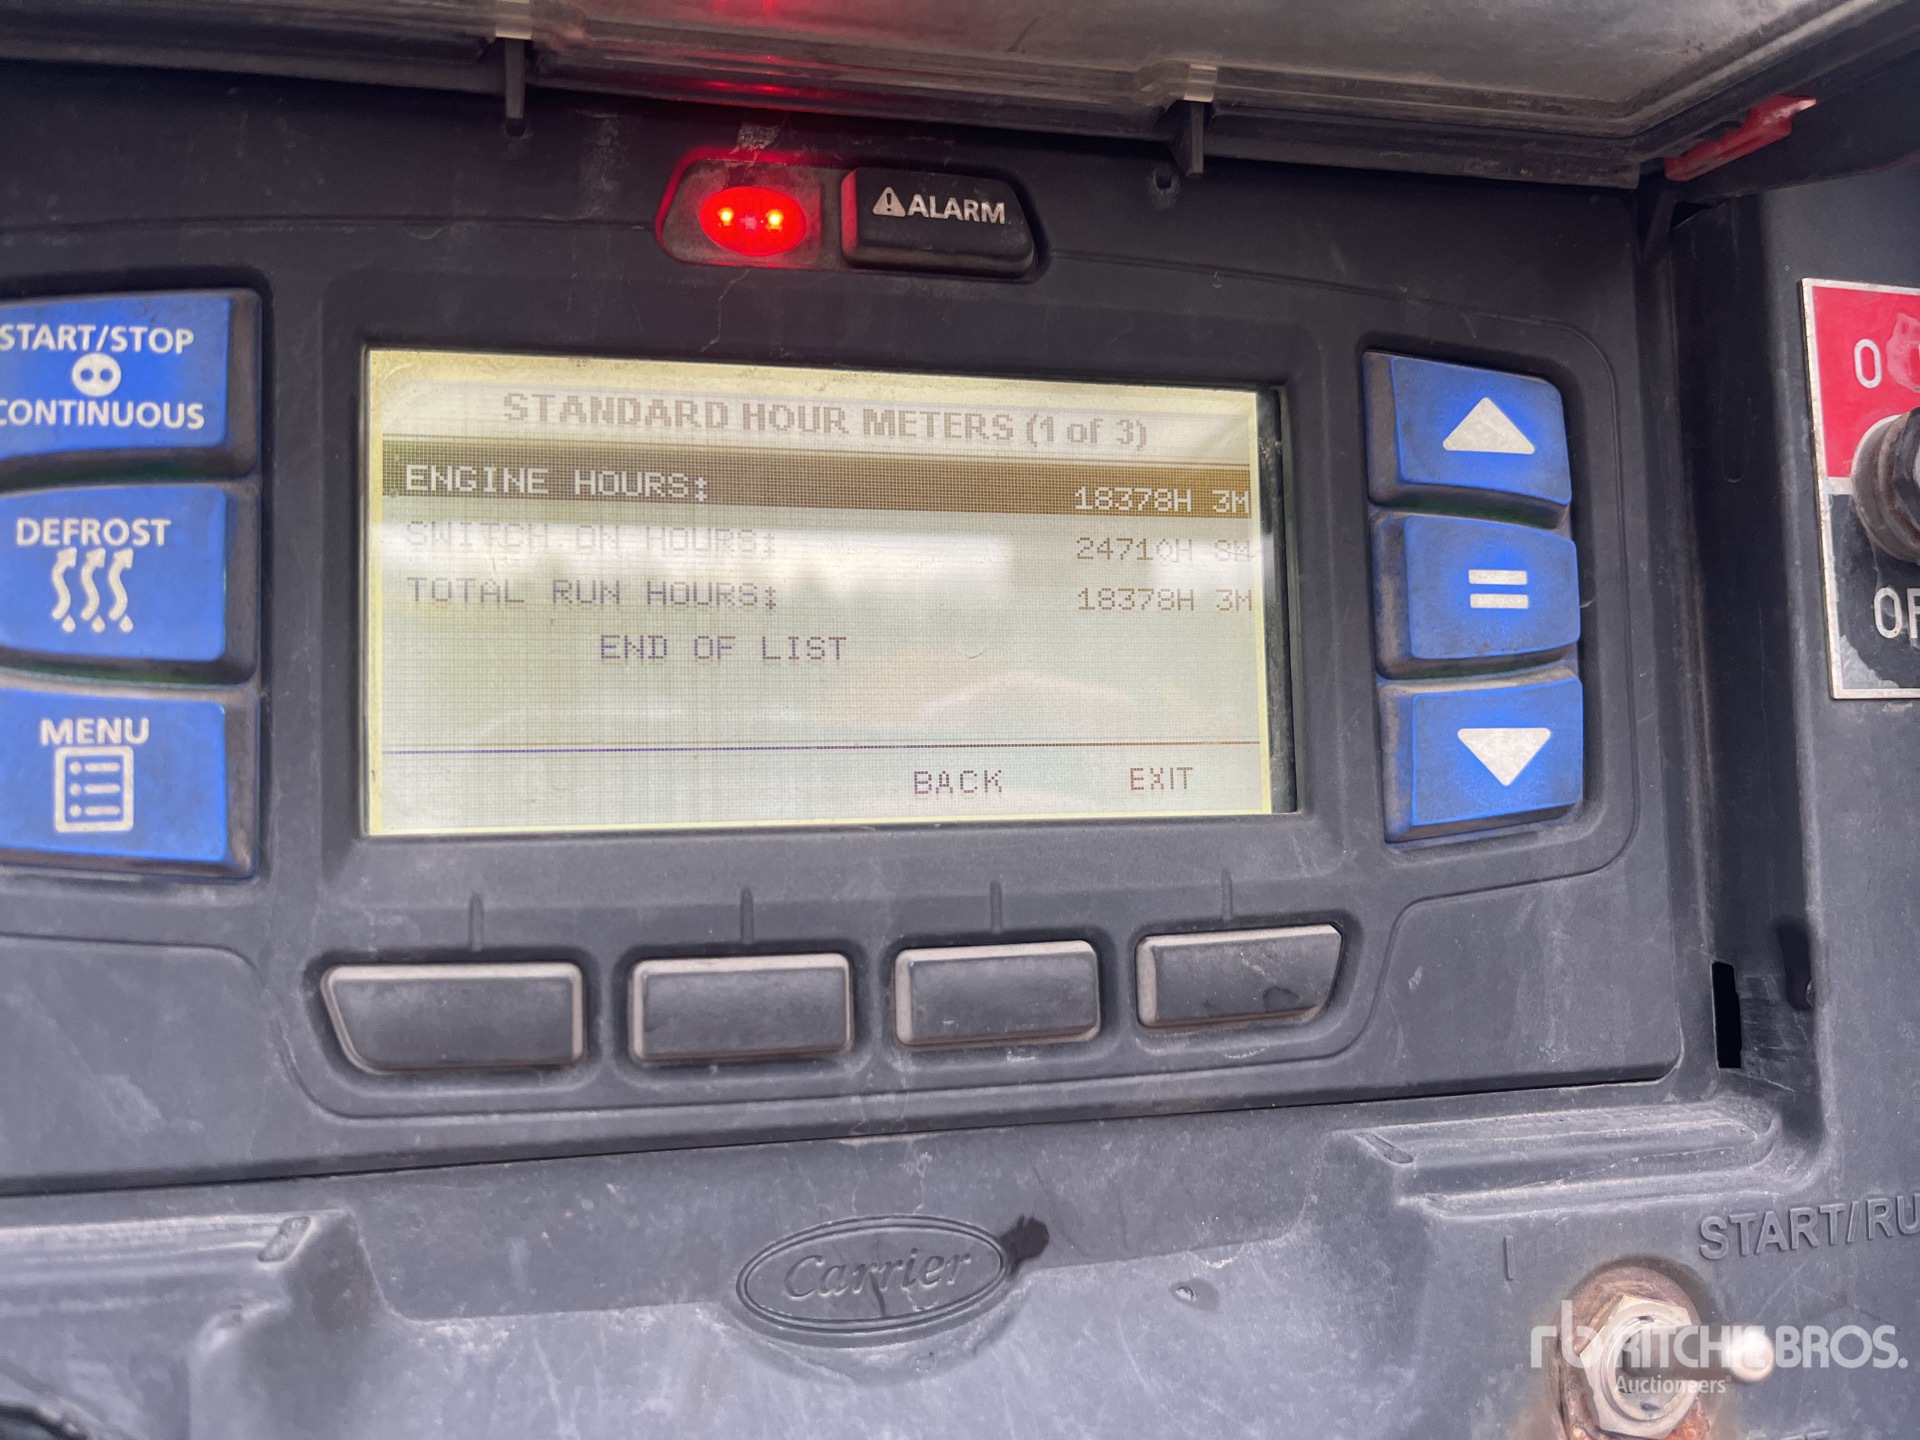 ALARM
START/STOP
CONTINUOUS
DEFROST
MENU
STANDARD HOUR METERS (1 of 3)
ENGINE HOURS: 18378H 3M
SWITCH ON HOURS: 24710H
TOTAL RUN HOURS: 18378H 3M
END OF LIST
BACK EXIT
Carrier
START/RU
RITCHIE BROS.
Auctioneers